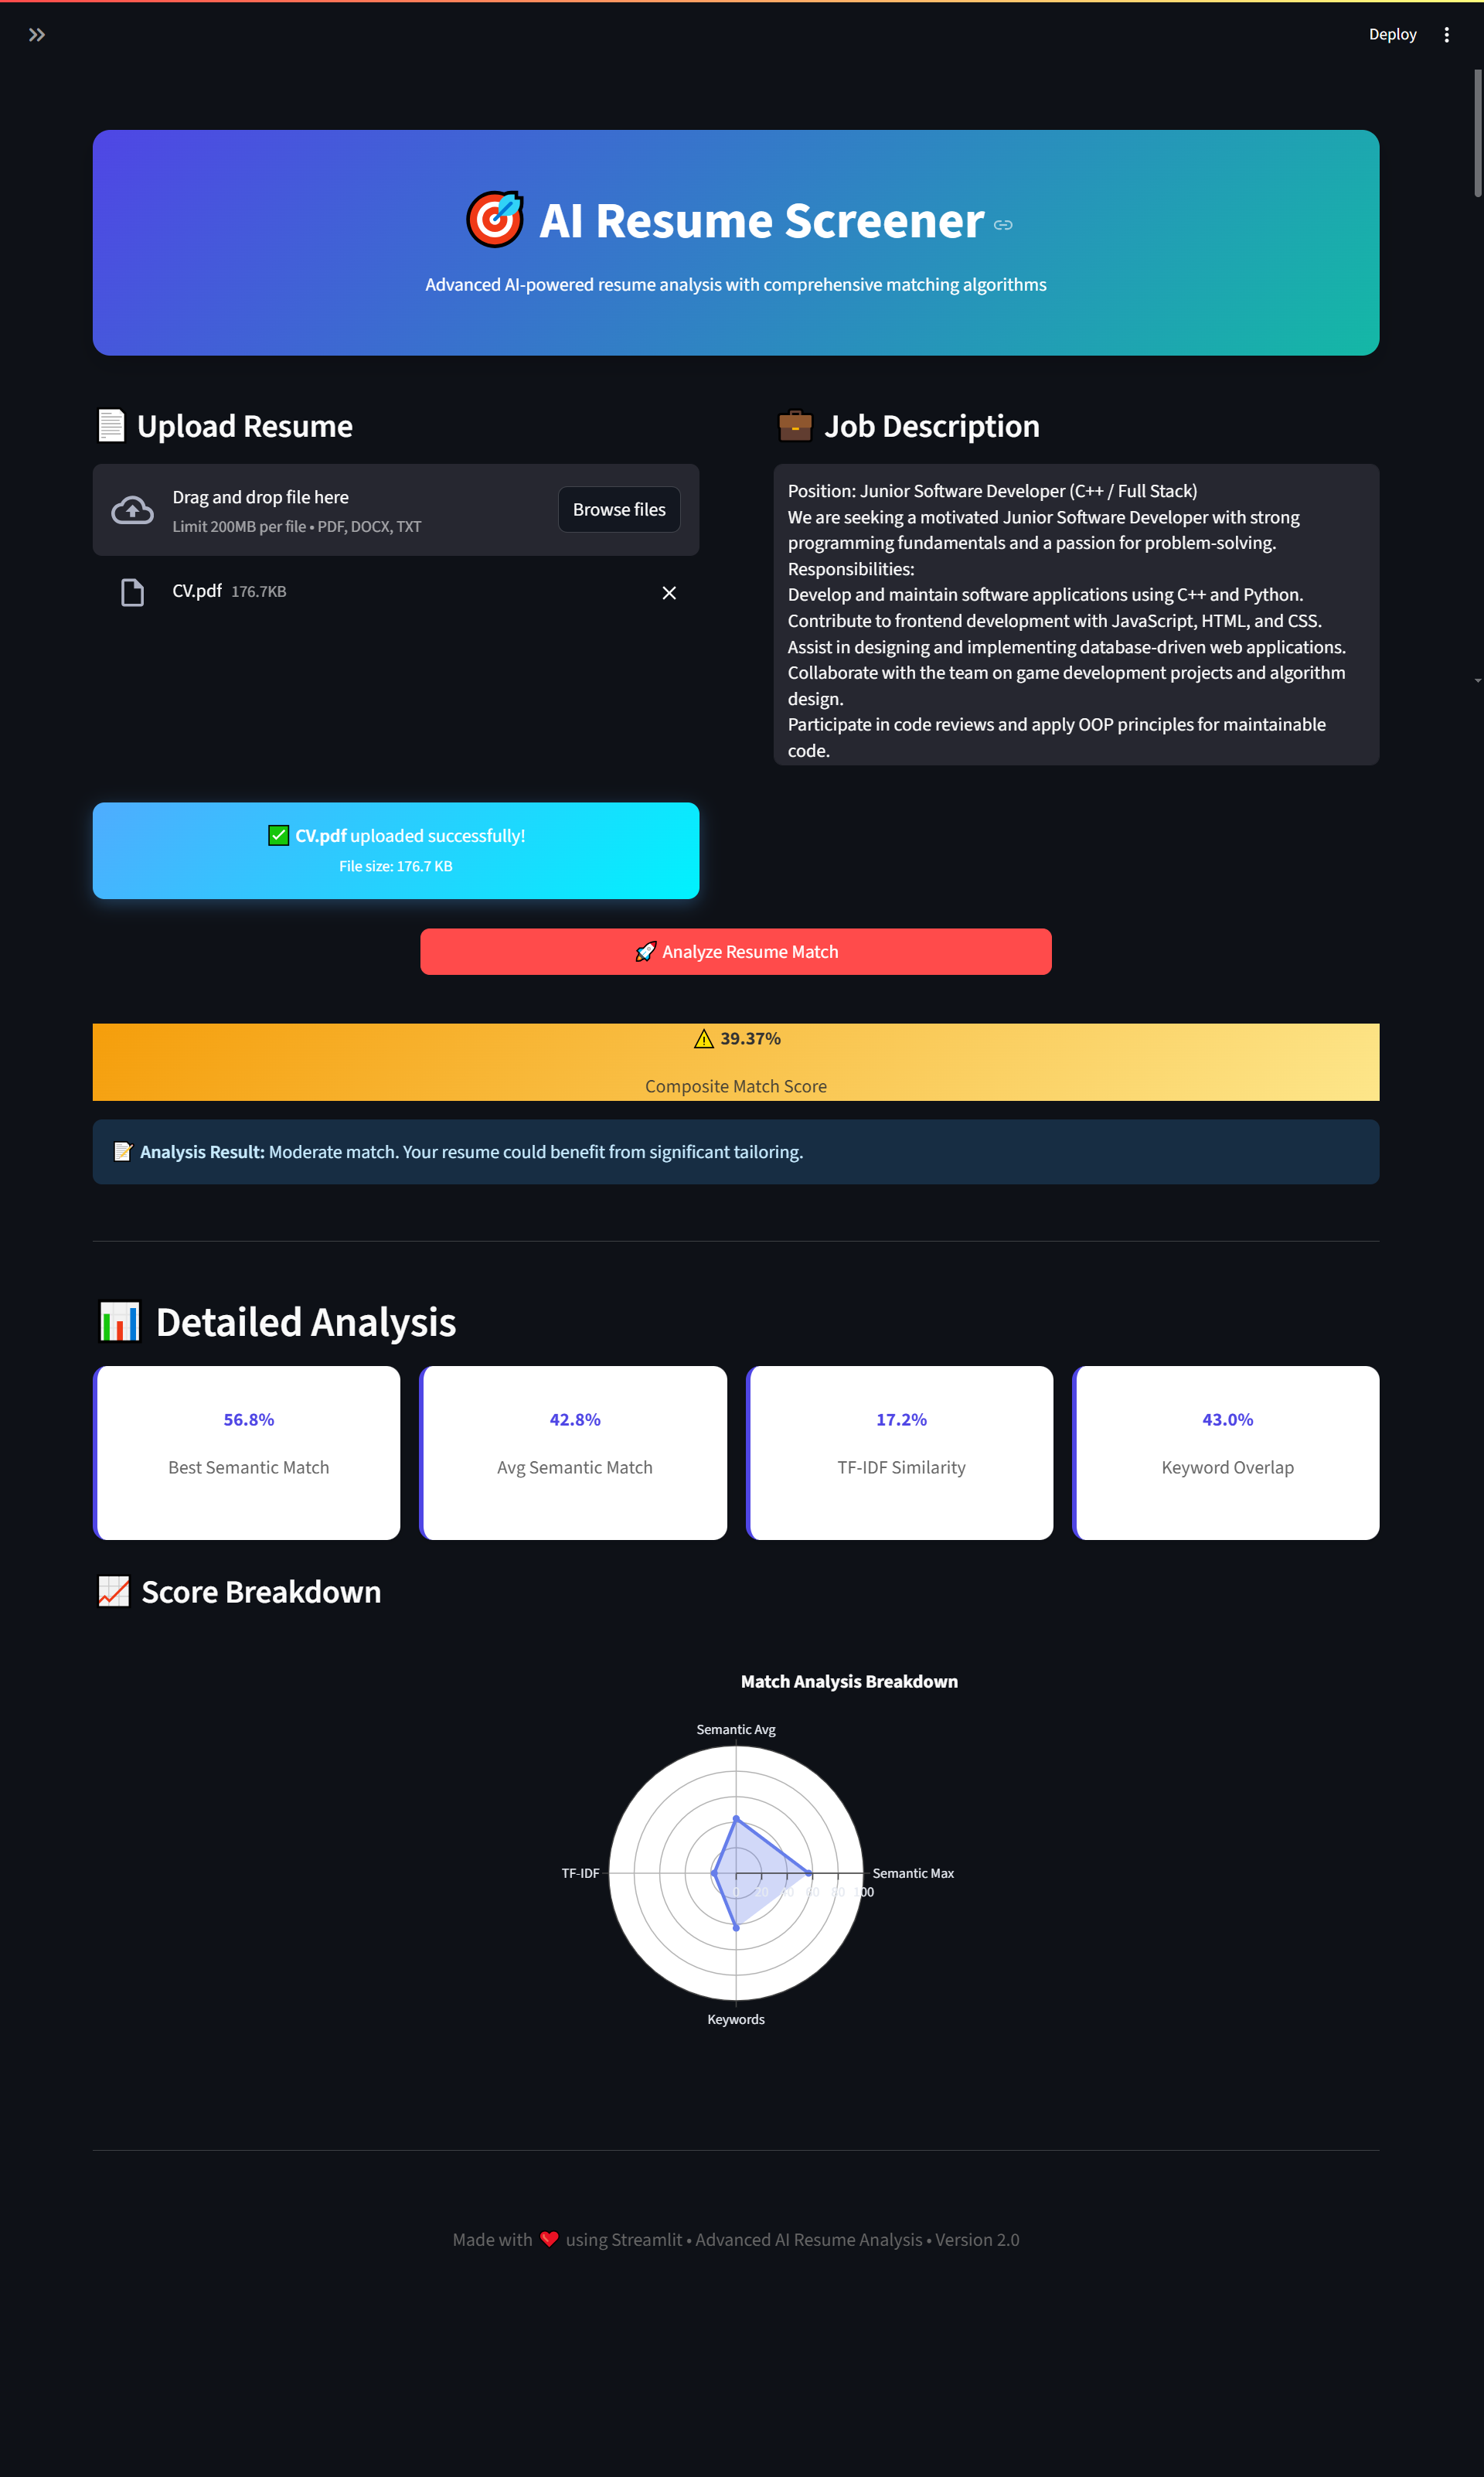 Deploy
AI Resume Screener
Advanced AI-powered resume analysis with comprehensive matching algorithms
Upload Resume
Drag and drop file here
Limit 200MB per file • PDF, DOCX, TXT
Browse files
CV.pdf 176.7KB
CV.pdf uploaded successfully!
File size: 176.7 KB
Job Description
Position: Junior Software Developer (C++ / Full Stack)
We are seeking a motivated Junior Software Developer with strong
programming fundamentals and a passion for problem-solving.
Responsibilities:
Develop and maintain software applications using C++ and Python.
Contribute to frontend development with JavaScript, HTML, and CSS.
Assist in designing and implementing database-driven web applications.
Collaborate with the team on game development projects and algorithm
design.
Participate in code reviews and apply OOP principles for maintainable
code.
🚀 Analyze Resume Match
⚠️ 39.37%
Composite Match Score
Analysis Result: Moderate match. Your resume could benefit from significant tailoring.
Detailed Analysis
56.8%
Best Semantic Match
42.8%
Avg Semantic Match
17.2%
TF-IDF Similarity
43.0%
Keyword Overlap
Score Breakdown
Match Analysis Breakdown
Semantic Avg
TF-IDF
Semantic Max
0 20 40 60 80 100
Keywords
Made with ❤️ using Streamlit • Advanced AI Resume Analysis • Version 2.0